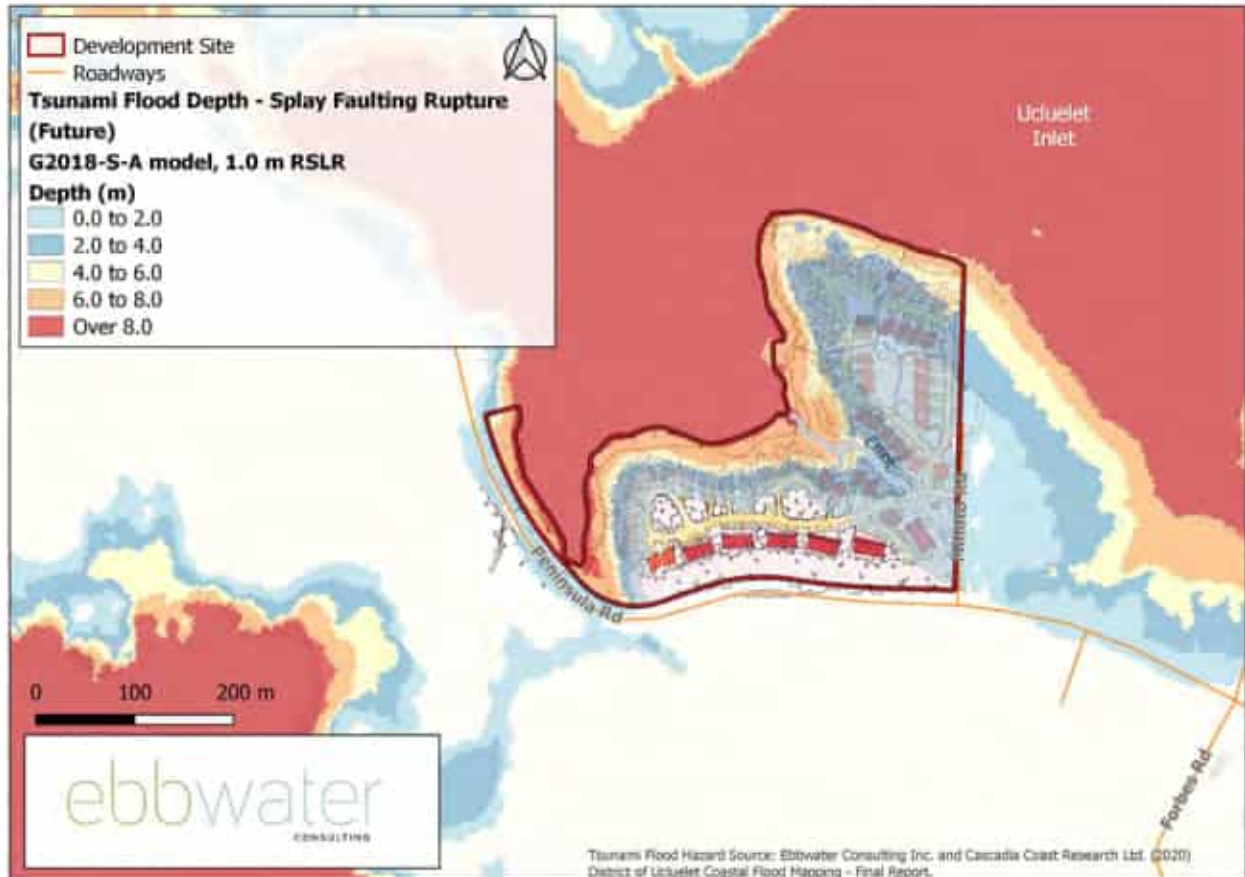 Development Site
Roadways
Tsunami Flood Depth - Splay Faulting Rupture
(Future)
G2018-S-A model, 1.0 m RSLR
Depth (m)
0.0 to 2.0
2.0 to 4.0
4.0 to 6.0
6.0 to 8.0
Over 8.0
Ucluelet
Inlet
Peninsula Rd
Forbes Rd
0 100 200 m
ebbwater
CONSULTING
Tsunami Flood Hazard Source: Ebbwater Consulting Inc. and Cascadia Coast Research Ltd. (2020)
District of Ucluelet Coastal Flood Mapping - Final Report.